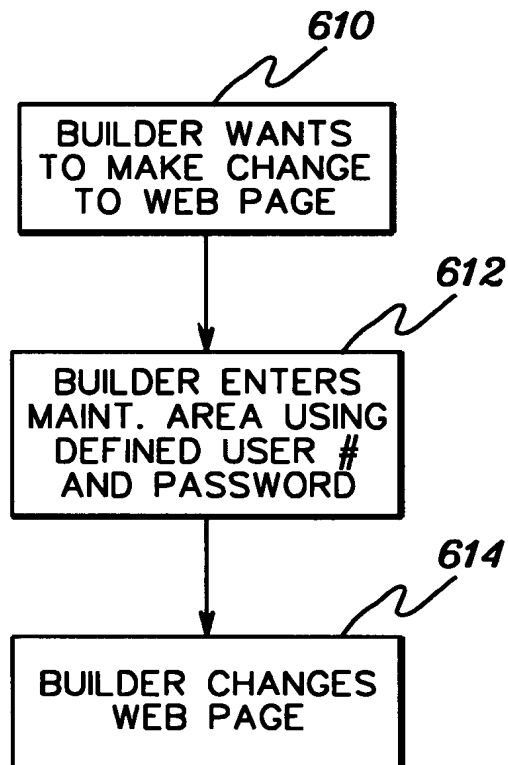 610
BUILDER WANTS
TO MAKE CHANGE
TO WEB PAGE
612
BUILDER ENTERS
MAINT. AREA USING
DEFINED USER #
AND PASSWORD
614
BUILDER CHANGES
WEB PAGE